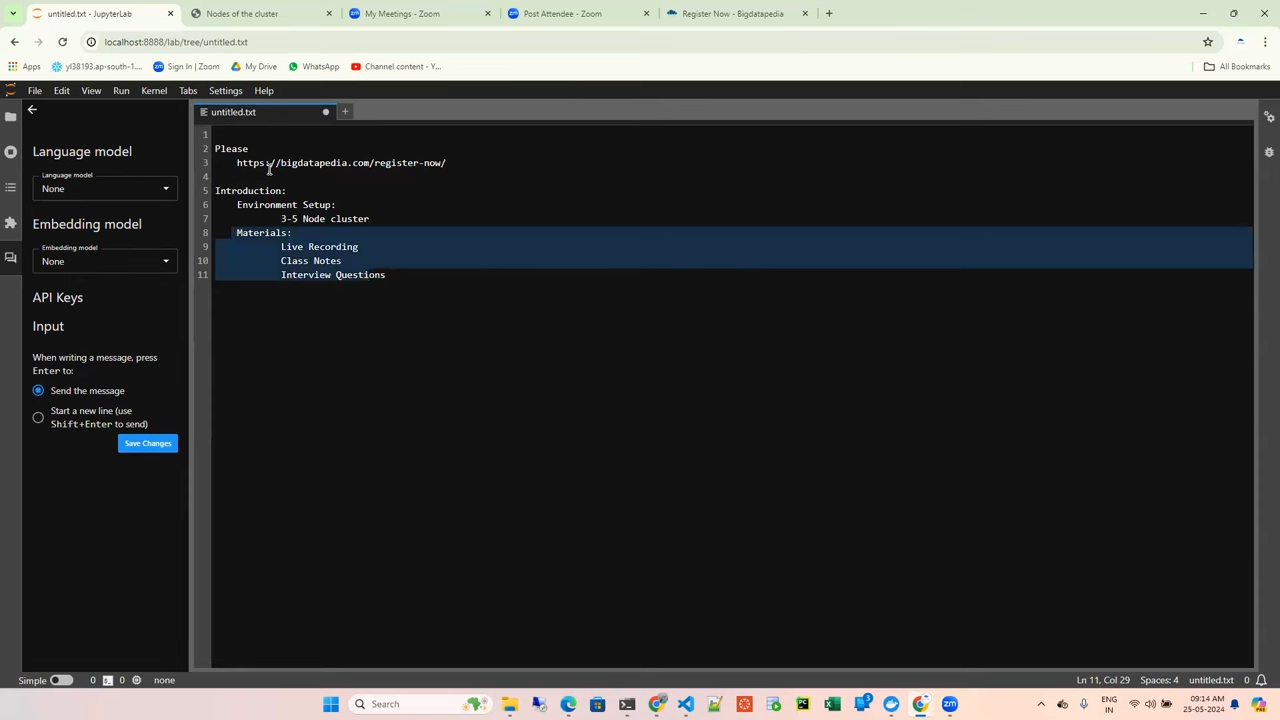 untitled.txt - JupyterLab
Nodes of the cluster
My Meetings - Zoom
Post Attendee - Zoom
Register Now - Bigdatapedia
localhost:8888/lab/tree/untitled.txt
Apps
yl38193.ap-south-1....
Sign In | Zoom
My Drive
WhatsApp
Channel content - Y...
All Bookmarks
File Edit View Run Kernel Tabs Settings Help
untitled.txt
Language model
Language model
None
Embedding model
Embedding model
None
API Keys
Input
When writing a message, press
Enter to:
Send the message
Start a new line (use
Shift+Enter to send)
Save Changes
1
2 Please
3 https://bigdatapedia.com/register-now/
4
5 Introduction:
6 Environment Setup:
7 3-5 Node cluster
8 Materials:
9 Live Recording
10 Class Notes
11 Interview Questions
Simple 0 0 none
Ln 11, Col 29 Spaces: 4 untitled.txt 0
Search
3
ENG
IN
09:14 AM
25-05-2024